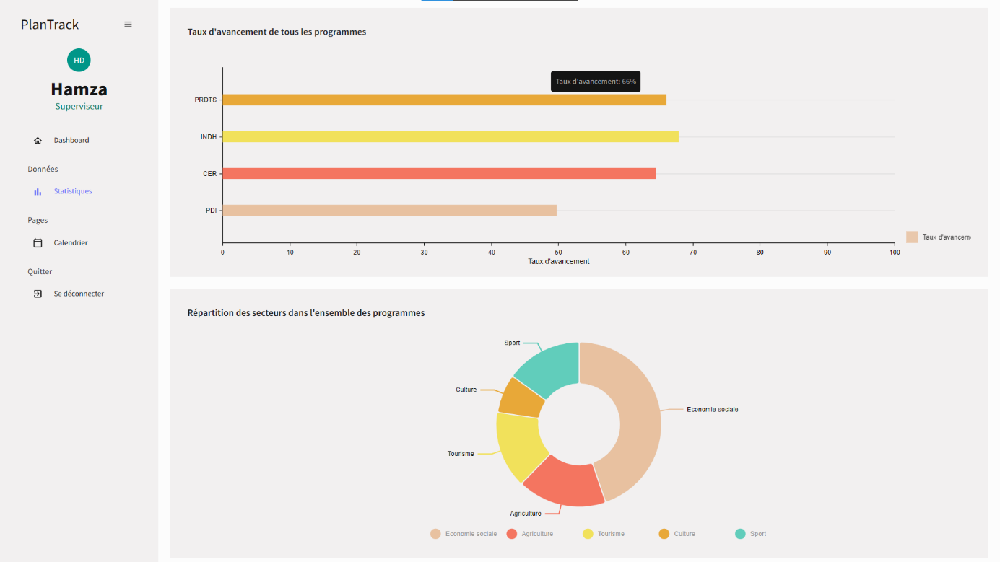 PlanTrack
HD
Hamza
Superviseur
Dashboard
Données
Statistiques
Pages
Calendrier
Quitter
Se déconnecter
Taux d'avancement de tous les programmes
Taux d'avancement: 66%
PRDTS
INDH
CER
PDI
0 10 20 30 40 50 60 70 80 90 100
Taux d'avancement
Taux d'avancem
Répartition des secteurs dans l'ensemble des programmes
Sport
Culture
Economie sociale
Tourisme
Agriculture
Economie sociale Agriculture Tourisme Culture Sport